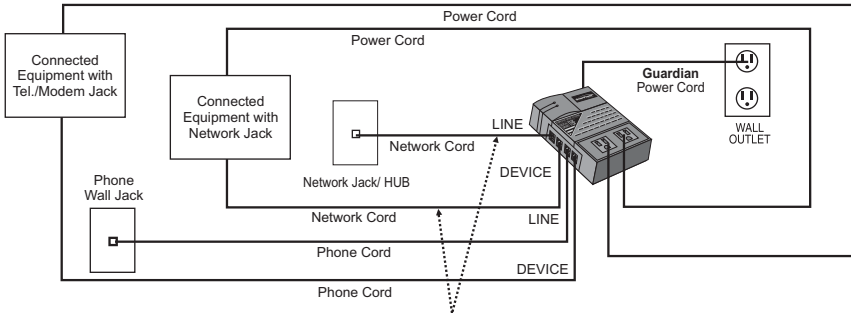 Power Cord
Power Cord
Connected
Equipment with
Tel./Modem Jack
Connected
Equipment with
Network Jack
Guardian
Power Cord
WALL
OUTLET
LINE
Network Cord
Network Jack/ HUB
DEVICE
Phone
Wall Jack
Network Cord
LINE
Phone Cord
DEVICE
Phone Cord